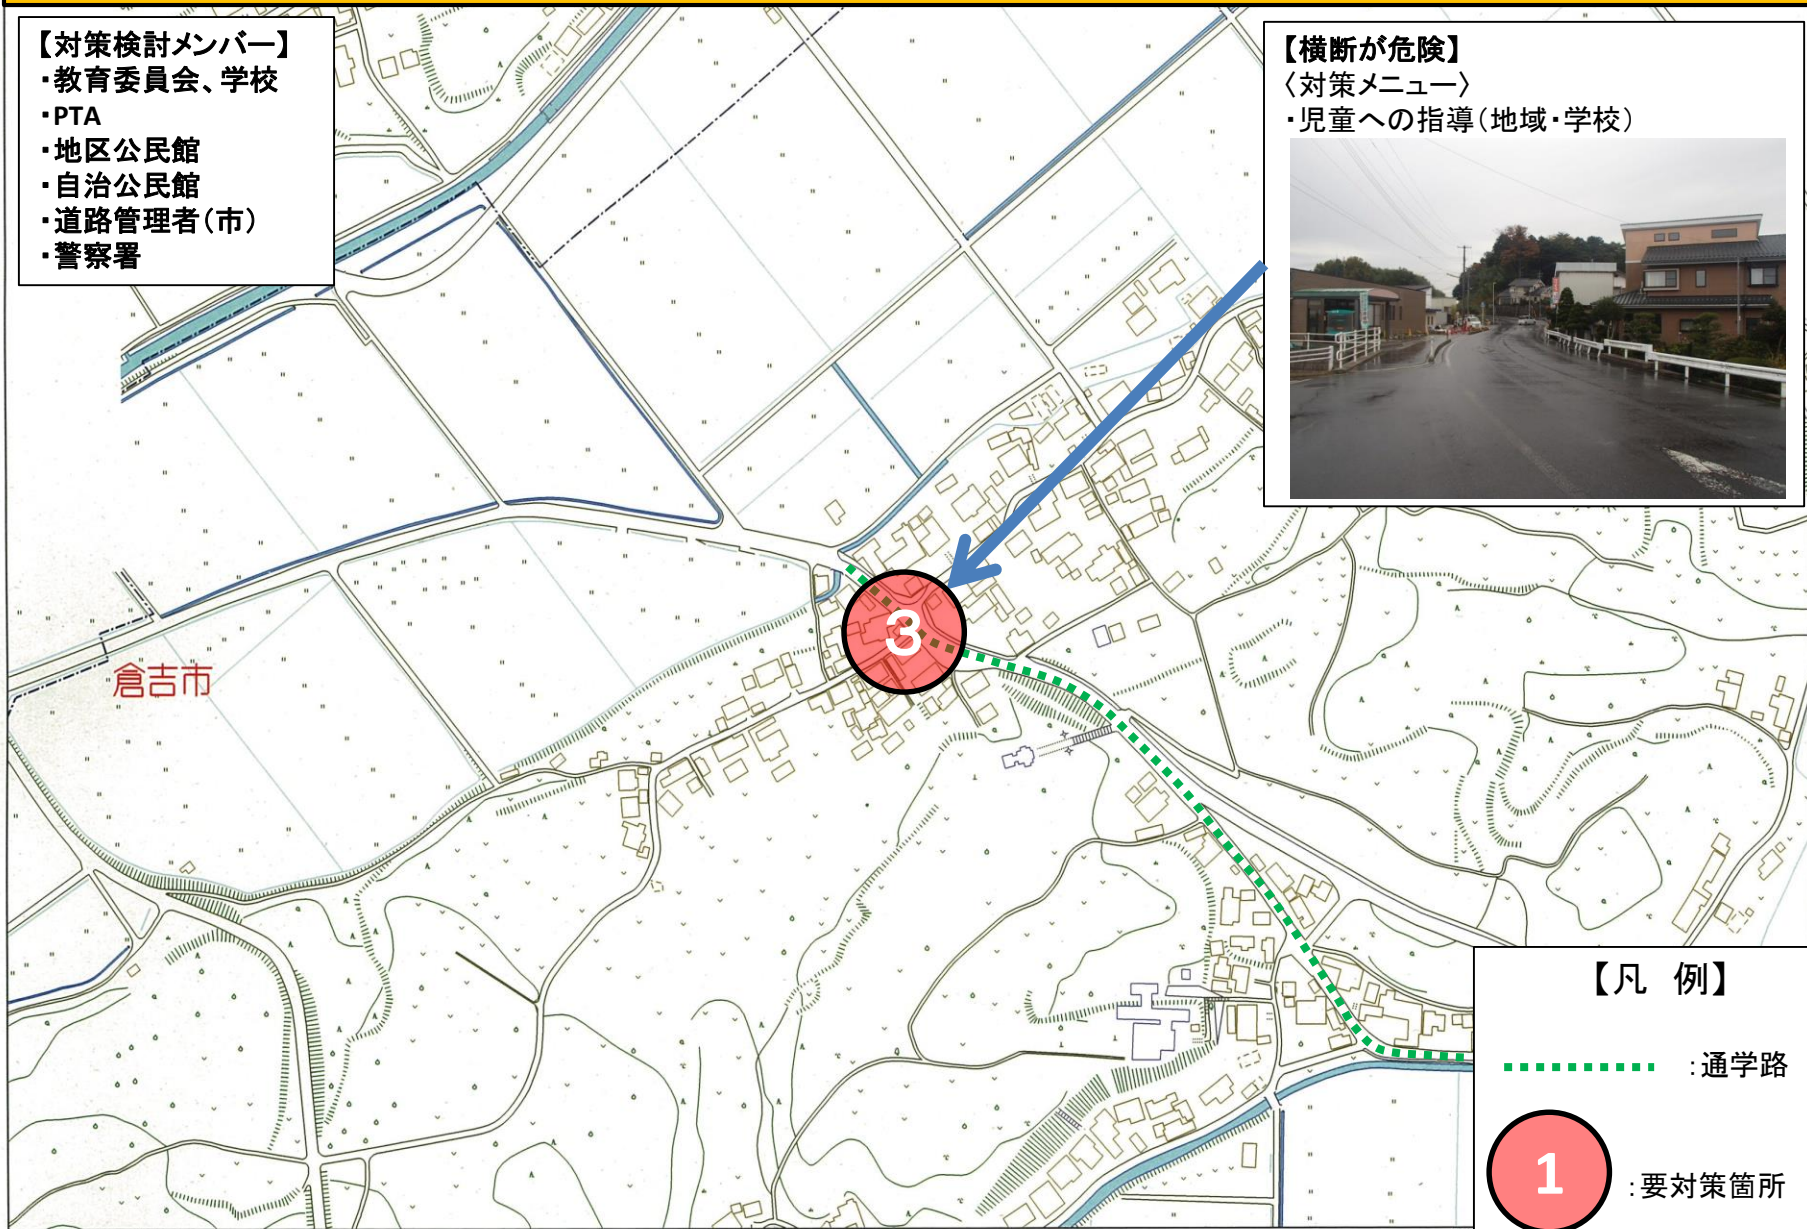 【対策検討メンバー】
・教育委員会、学校
・PTA
・地区公民館
・自治公民館
・道路管理者（市）
・警察署
【横断が危険】
〈対策メニュー〉
・児童への指導（地域・学校）
3
倉吉市
【凡　例】
：通学路
1
：要対策箇所